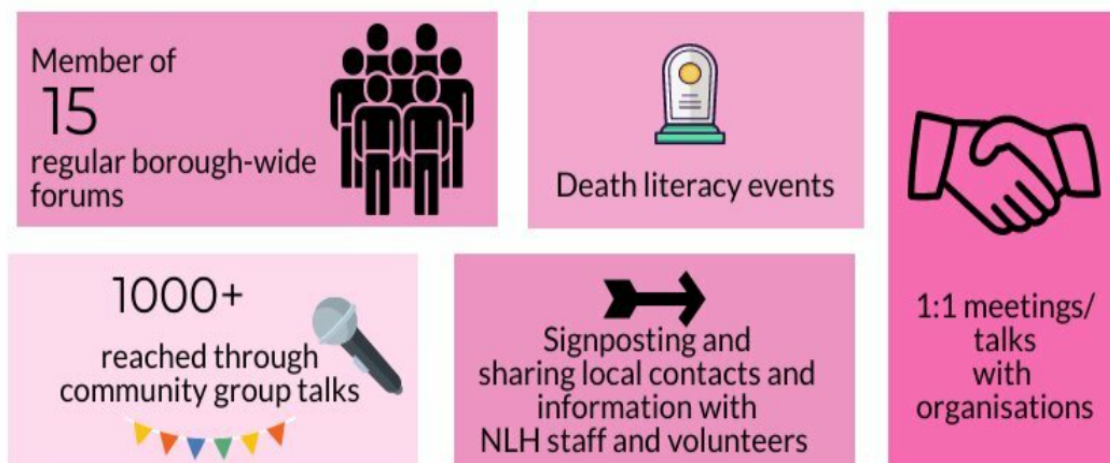 Member of
15
regular borough-wide
forums
Death literacy events
1:1 meetings/
talks
with
organisations
1000+
reached through
community group talks
Signposting and
sharing local contacts and
information with
NLH staff and volunteers